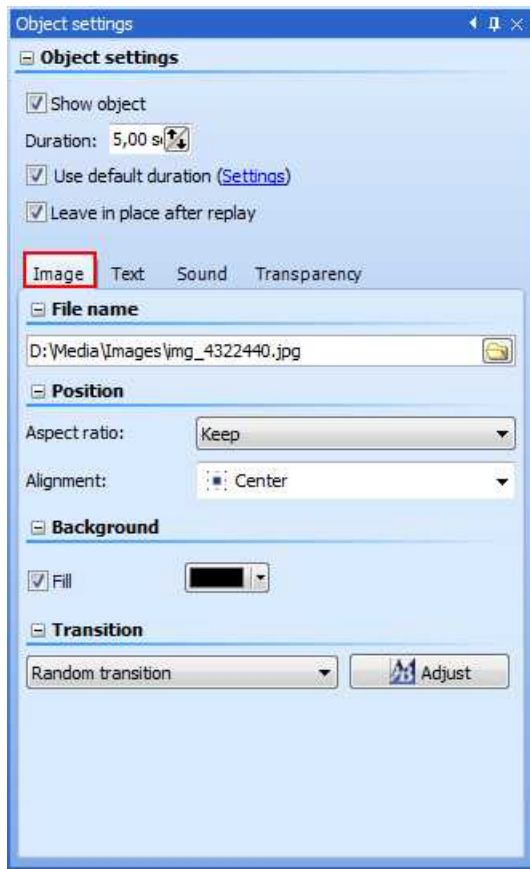 Object settings
Object settings
Show object
Duration: 5,00 s
Use default duration (Settings)
Leave in place after replay
Image Text Sound Transparency
File name
D:\Media\Images\img_4322440.jpg
Position
Aspect ratio: Keep
Alignment: Center
Background
Fill
Transition
Random transition Adjust